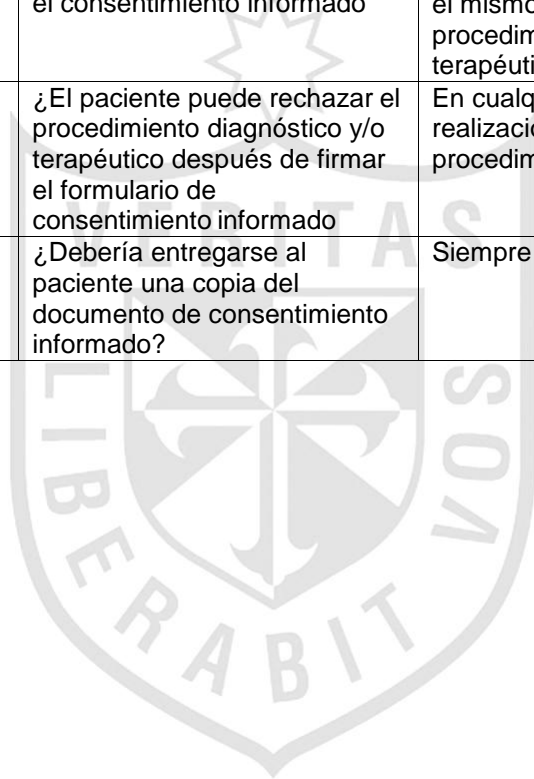 el consentimiento informado
el mismo
¿El paciente puede rechazar el
procedimiento diagnóstico y/o
terapéutico después de firmar
el formulario de
consentimiento informado
En cualq
realizació
procedim
¿Debería entregarse al
paciente una copia del
documento de consentimiento
informado?
Siempre
VERITAS
LIBERABIT
VOS